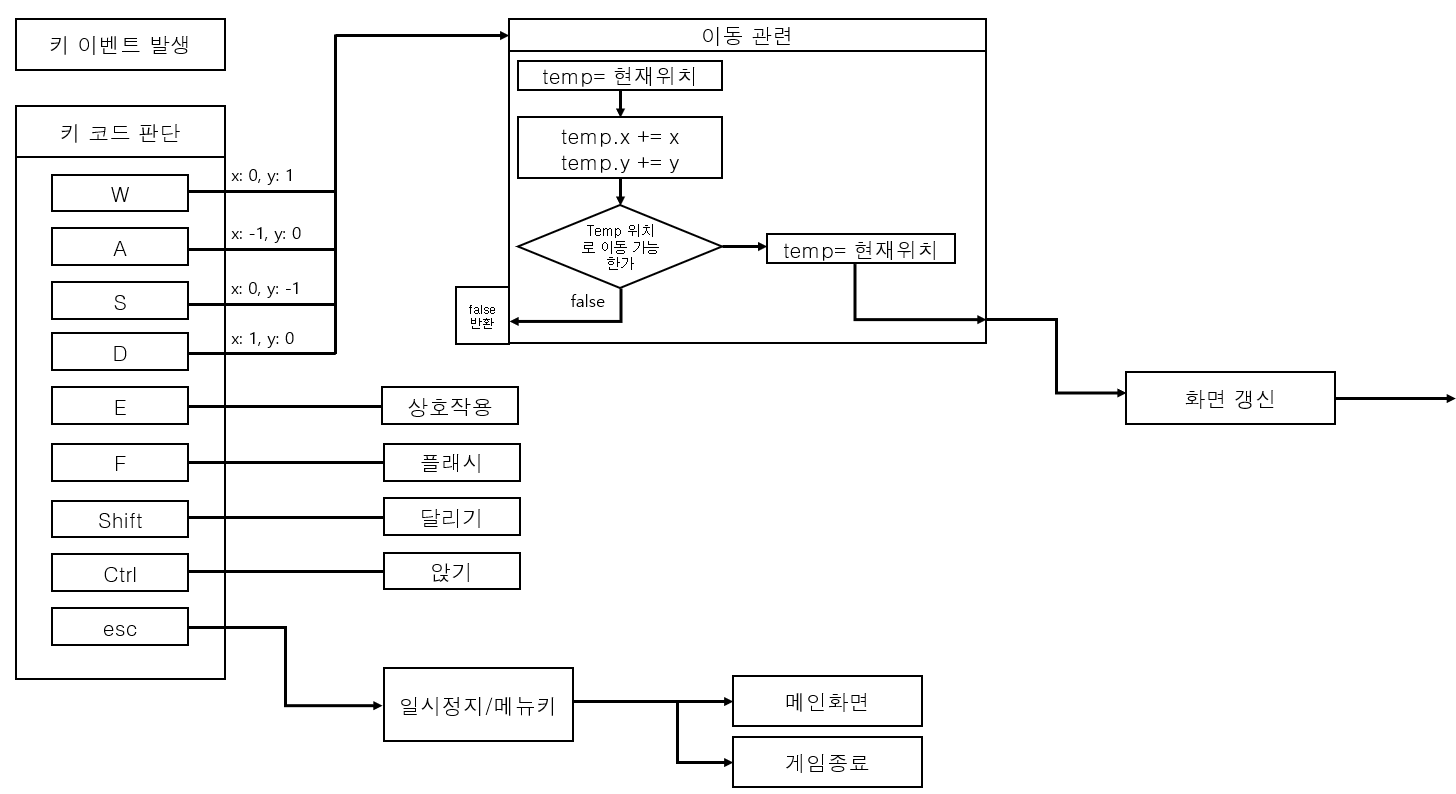 키 이벤트 발생
키 코드 판단
W
x: 0, y: 1
A
x: -1, y: 0
S
x: 0, y: -1
D
x: 1, y: 0
E
상호작용
F
플래시
Shift
달리기
Ctrl
앉기
esc
이동 관련
temp= 현재위치
temp.x += x
temp.y += y
Temp 위치
로 이동 가능
한가
false
false
반환
temp= 현재위치
화면 갱신
일시정지/메뉴키
메인화면
게임종료